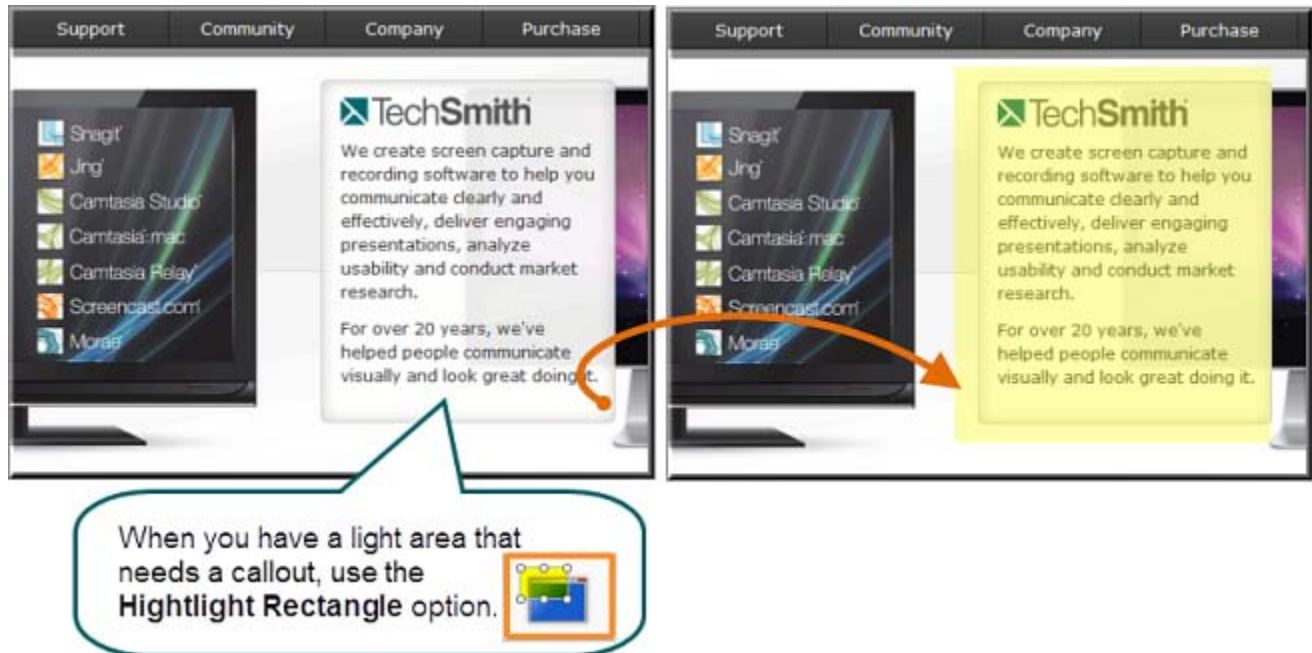 Support Community Company Purchase
Snagit
Jing
Camtasia Studio
Camtasia:mac
Camtasia Relay
Screencast.com
Morae
TechSmith
We create screen capture and
recording software to help you
communicate clearly and
effectively, deliver engaging
presentations, analyze
usability and conduct market
research.
For over 20 years, we've
helped people communicate
visually and look great doing it.
Support Community Company Purchase
Snagit
Jing
Camtasia Studio
Camtasia:mac
Camtasia Relay
Screencast.com
Morae
TechSmith
We create screen capture and
recording software to help you
communicate clearly and
effectively, deliver engaging
presentations, analyze
usability and conduct market
research.
For over 20 years, we've
helped people communicate
visually and look great doing it.
When you have a light area that
needs a callout, use the
Hightlight Rectangle option.